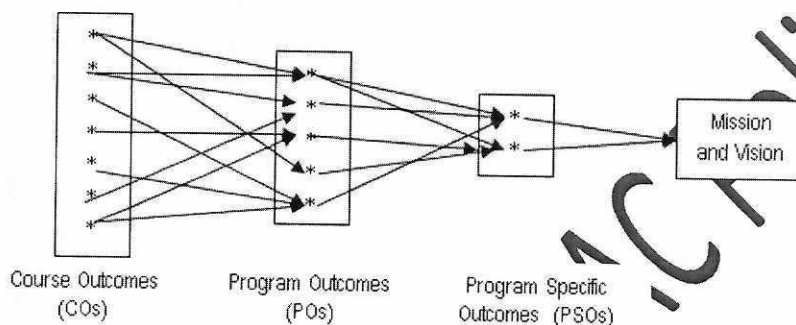 Mission
and Vision
Course Outcomes
(COs)
Program Outcomes
(POs)
Program Specific
Outcomes (PSOs)